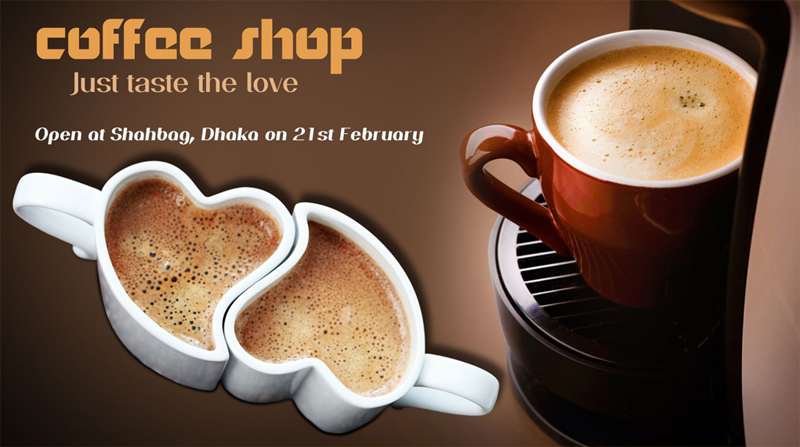 coffee shop
Just taste the love
Open at Shahbag, Dhaka on 21st February